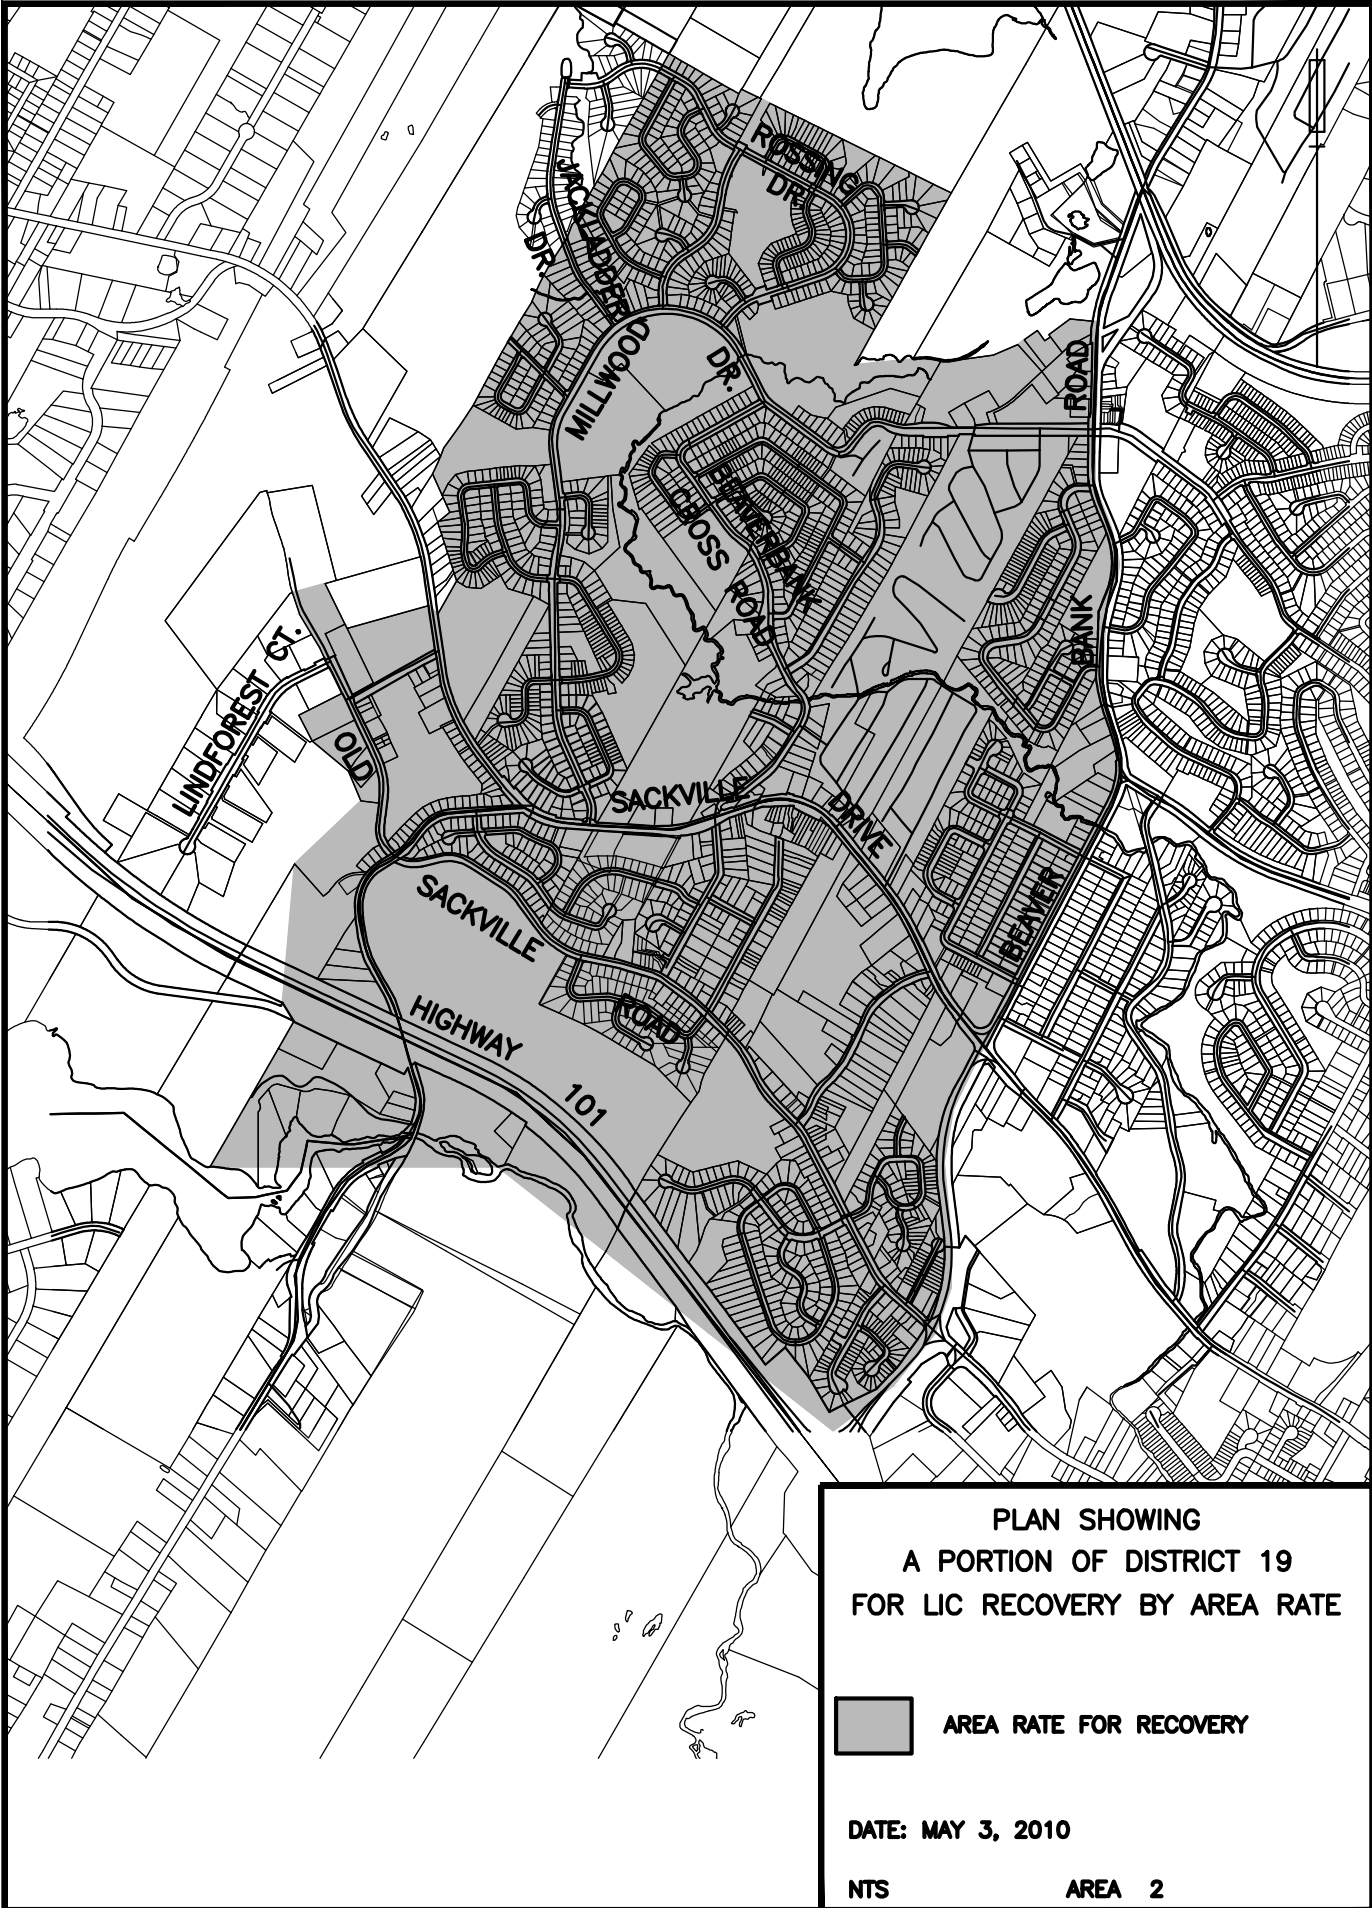 ROSSING
DR.
JACKLADDER
DR.
MILLWOOD
DR.
ROAD
BEAVERBANK
CROSS ROAD
BANK
LINDFOREST CT.
OLD
SACKVILLE
DRIVE
BEAVER
SACKVILLE
ROAD
HIGHWAY
101
PLAN SHOWING
A PORTION OF DISTRICT 19
FOR LIC RECOVERY BY AREA RATE
AREA RATE FOR RECOVERY
DATE: MAY 3, 2010
NTS AREA 2